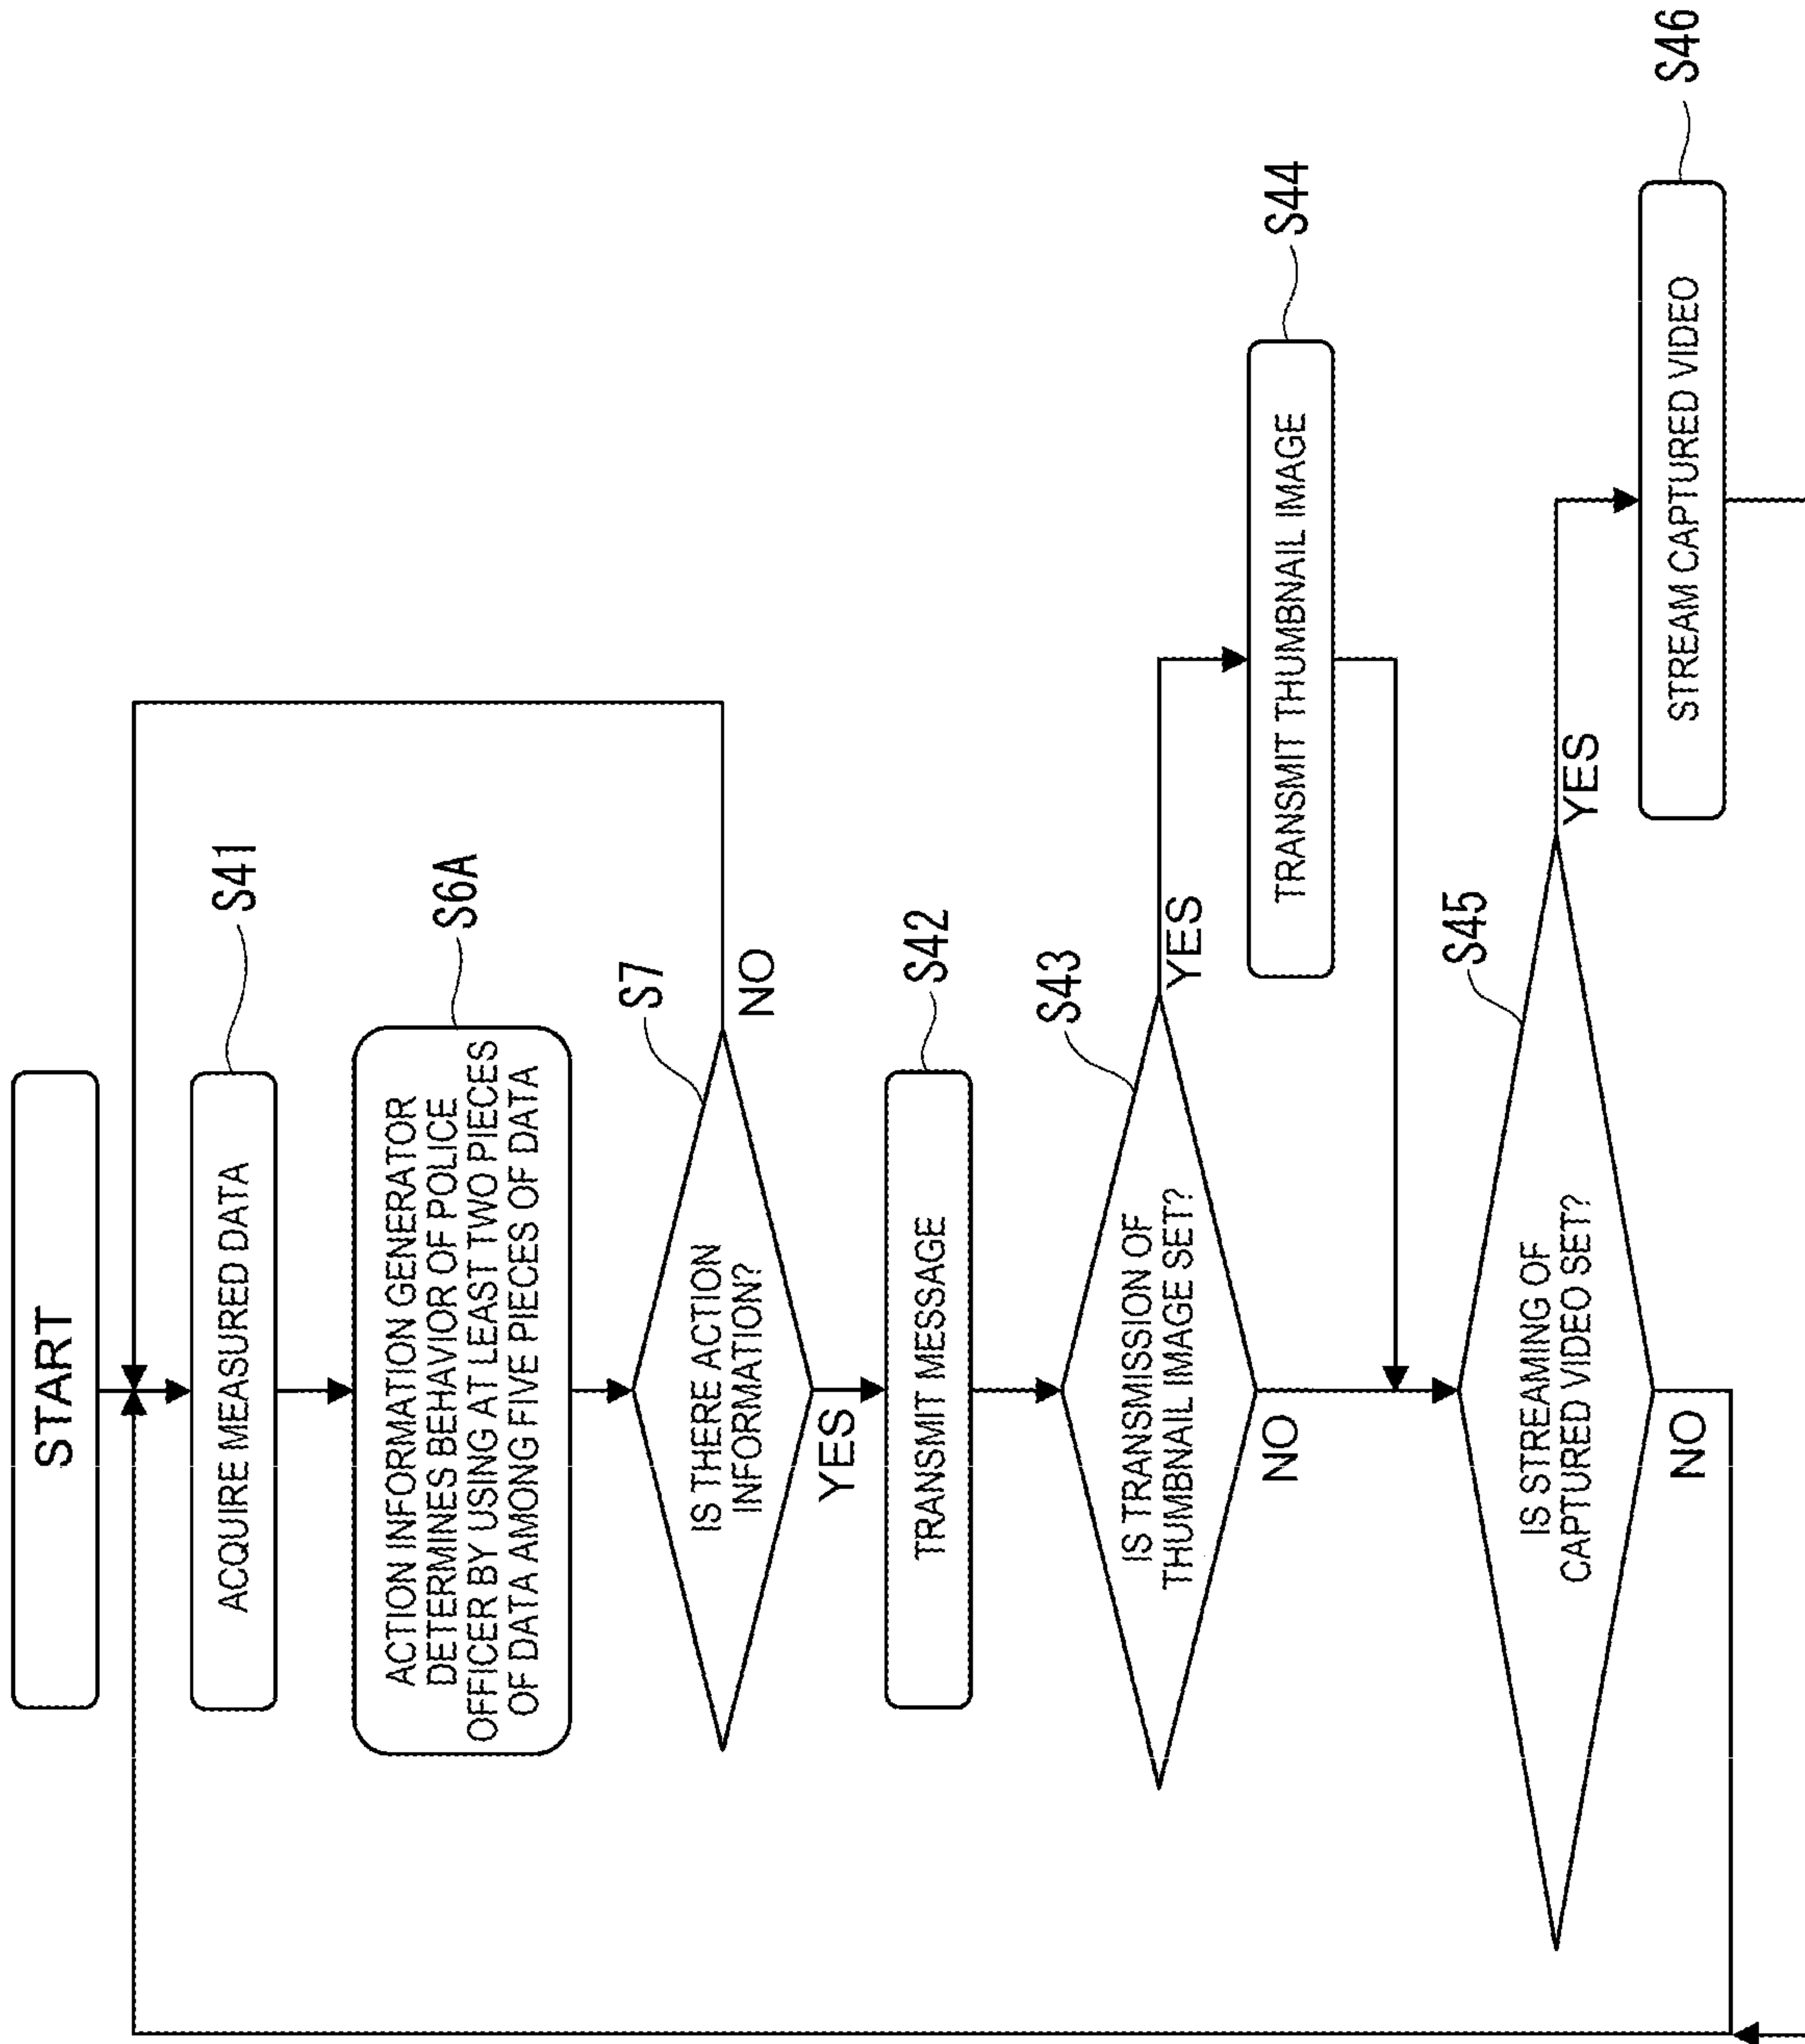 START
ACQUIRE MEASURED DATA
S41
ACTION INFORMATION GENERATOR
DETERMINES BEHAVIOR OF POLICE
OFFICER BY USING AT LEAST TWO PIECES
OF DATA AMONG FIVE PIECES OF DATA
S6A
IS THERE ACTION
INFORMATION?
S7
NO
YES
TRANSMIT MESSAGE
S42
IS TRANSMISSION OF
THUMBNAIL IMAGE SET?
S43
YES
NO
TRANSMIT THUMBNAIL IMAGE
S44
IS STREAMING OF
CAPTURED VIDEO SET?
S45
YES
NO
STREAM CAPTURED VIDEO
S46